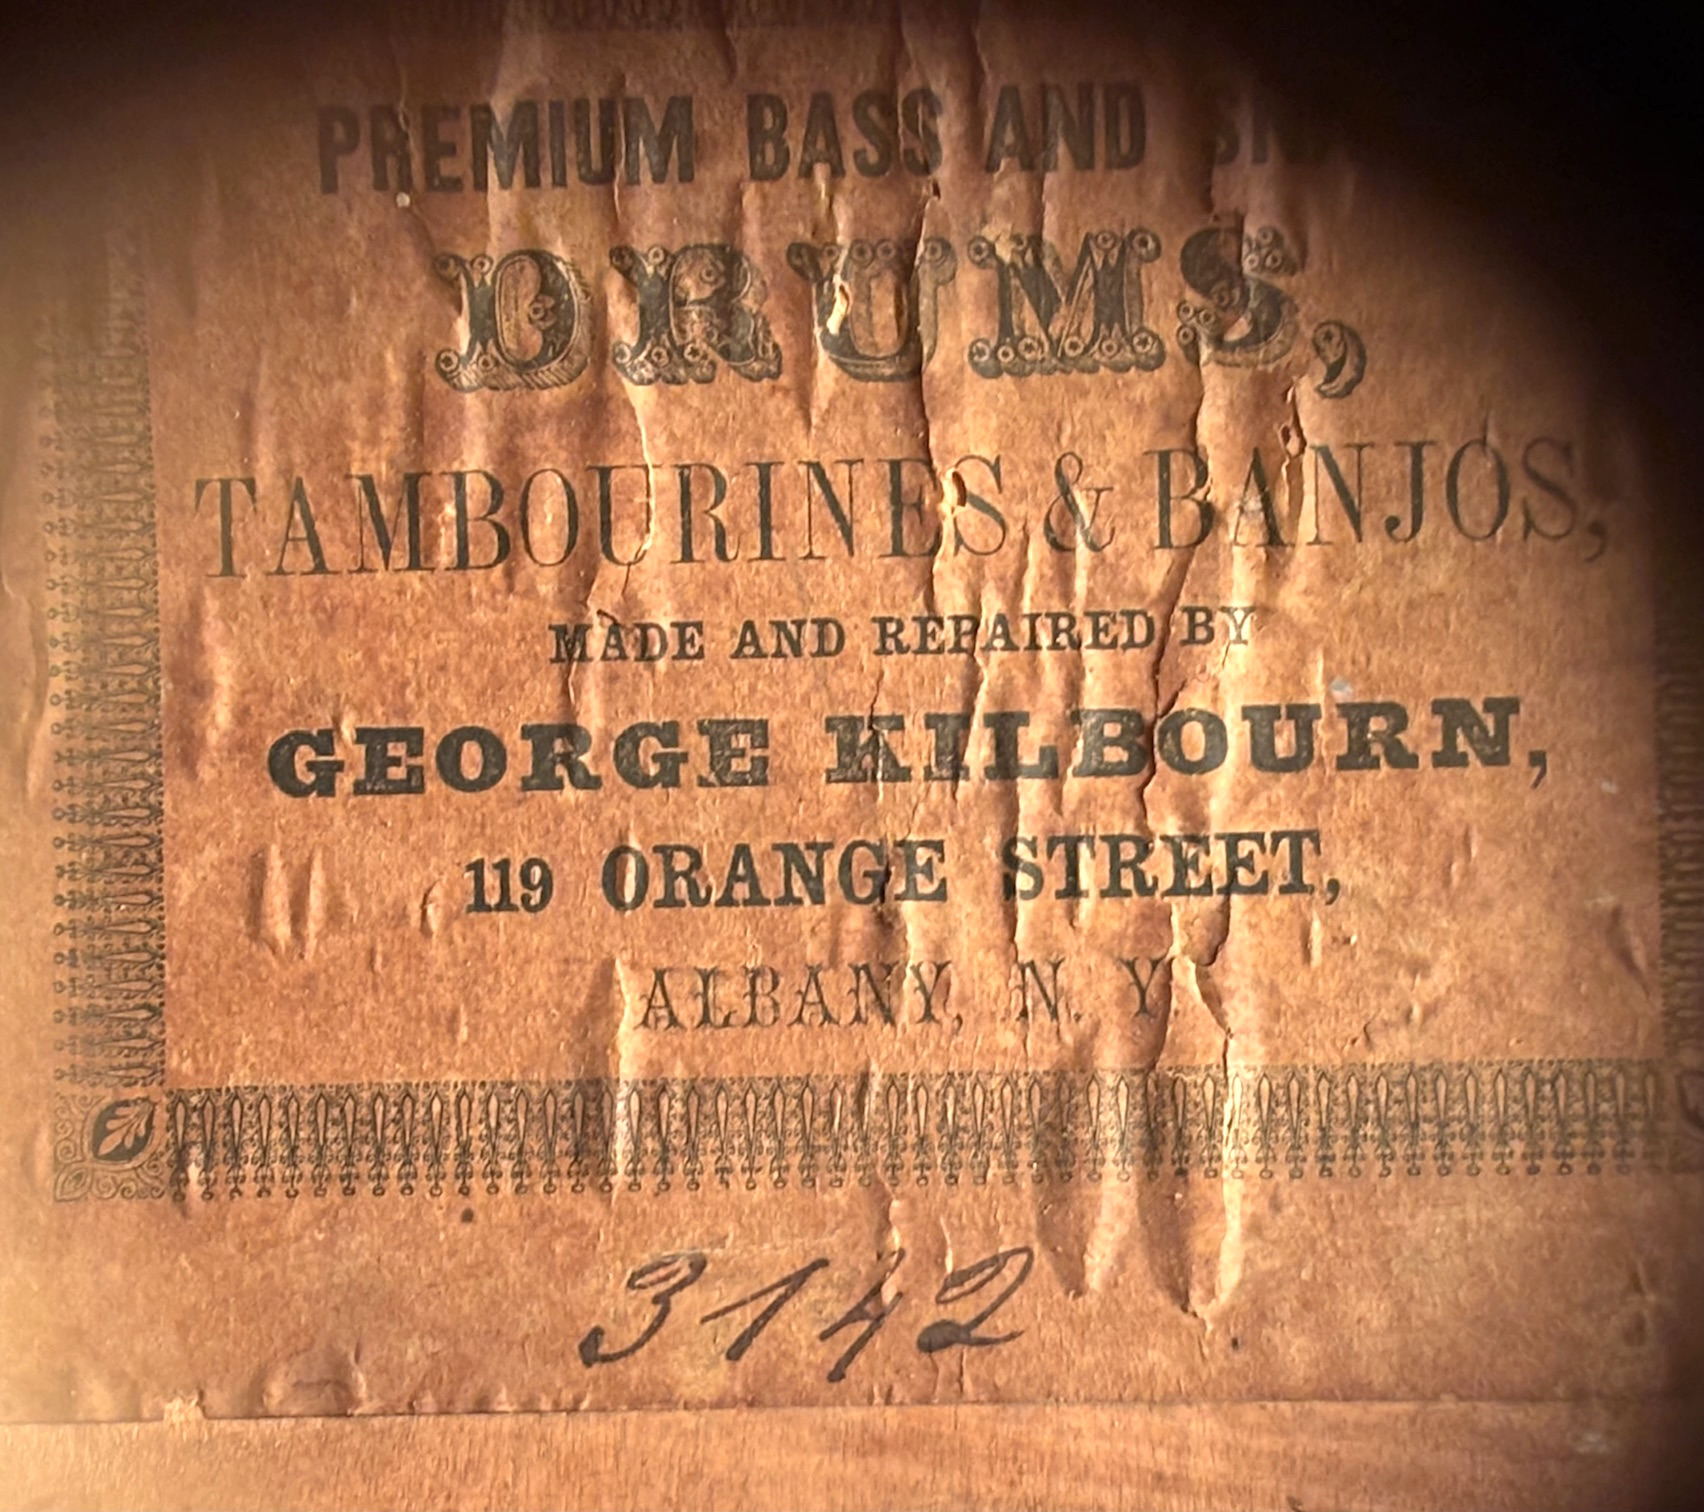 PREMIUM BASS AND
DRUMS,
TAMBOURINES & BANJOS,
MADE AND REPAIRED BY
GEORGE KILBOURN,
119 ORANGE STREET,
ALBANY, N. Y.
3142